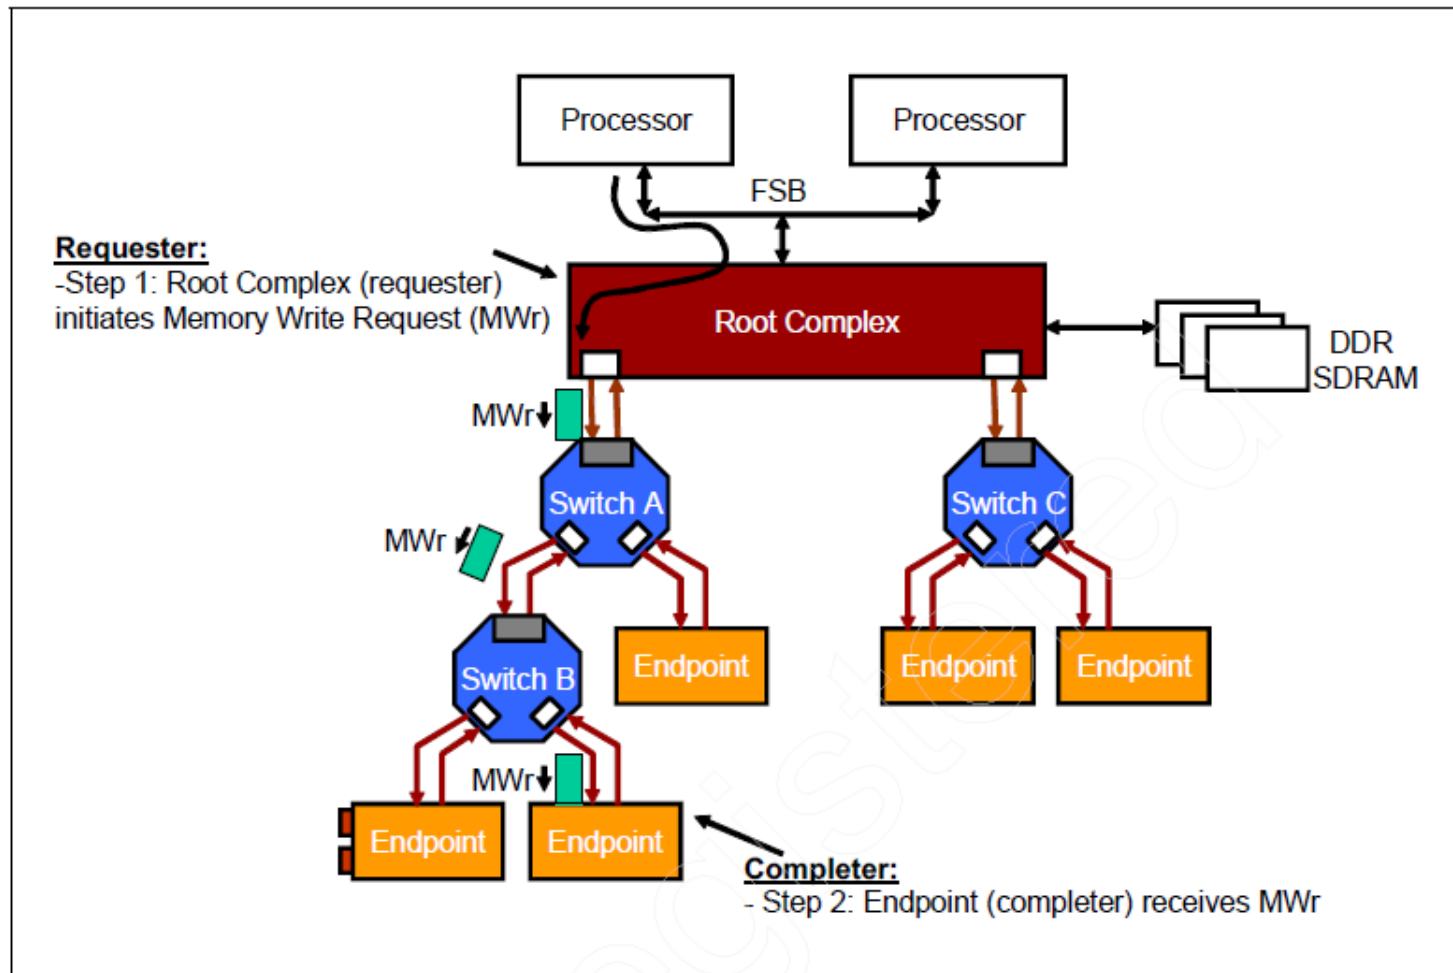 Processor
Processor
FSB
Requester:
-Step 1: Root Complex (requester)
initiates Memory Write Request (MWr)
Root Complex
DDR
SDRAM
MWr
Switch A
Switch C
MWr
Endpoint
Endpoint
Endpoint
Switch B
MWr
Endpoint
Endpoint
Completer:
- Step 2: Endpoint (completer) receives MWr